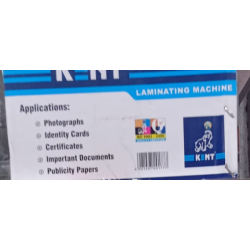 KENT
LAMINATING MACHINE
Applications:
Photographs
Identity Cards
Certificates
Important Documents
Publicity Papers
KENT